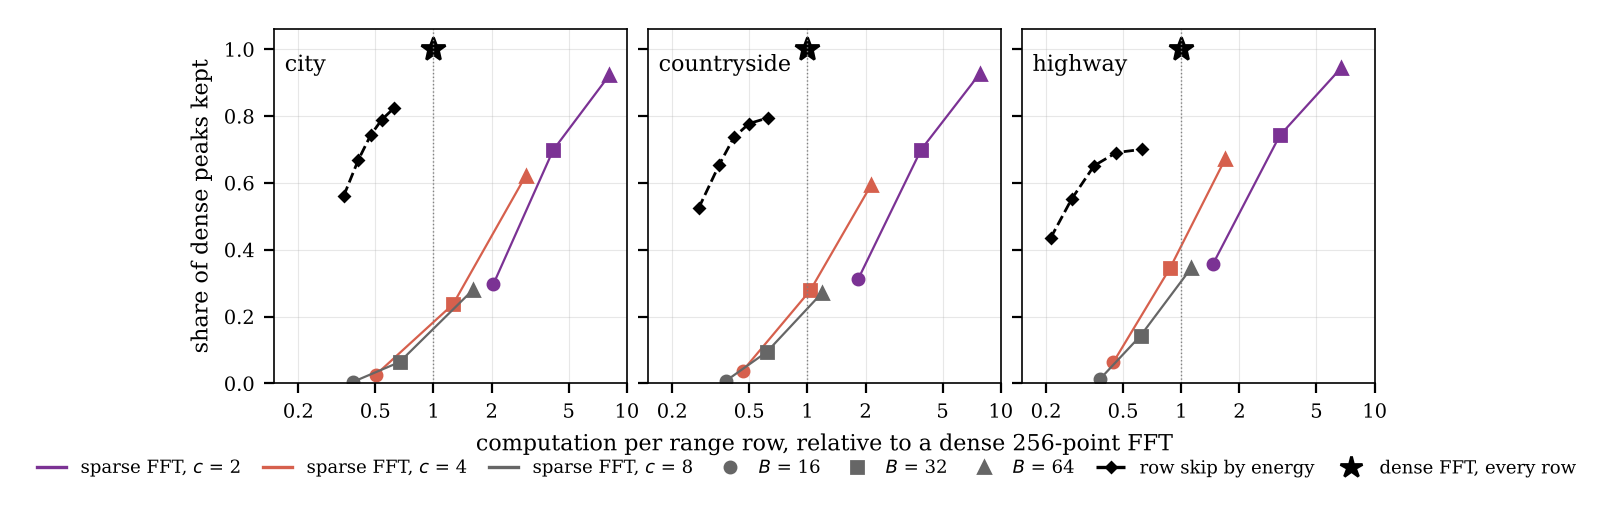 city
countryside
highway
share of dense peaks kept
1.0
0.8
0.6
0.4
0.2
0.0
0.2 0.5 1 2 5 10
0.2 0.5 1 2 5 10
0.2 0.5 1 2 5 10
computation per range row, relative to a dense 256-point FFT
sparse FFT, c = 2 sparse FFT, c = 4 sparse FFT, c = 8 B = 16 B = 32 B = 64 row skip by energy dense FFT, every row